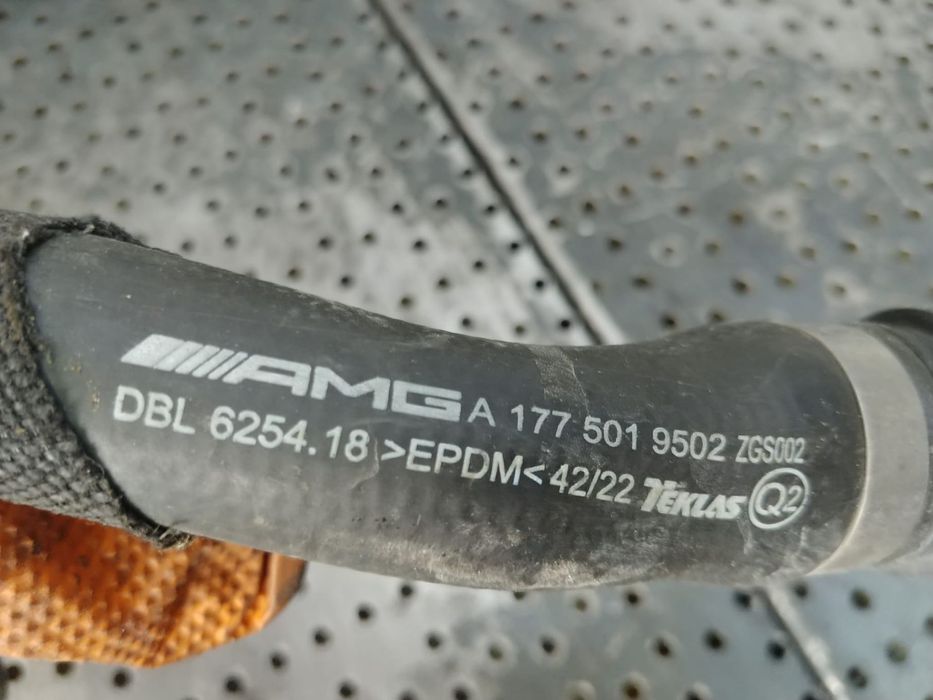 AMG A 177 501 9502 ZGS002
DBL 6254.18 >EPDM< 42/22 TEKLAS Q2